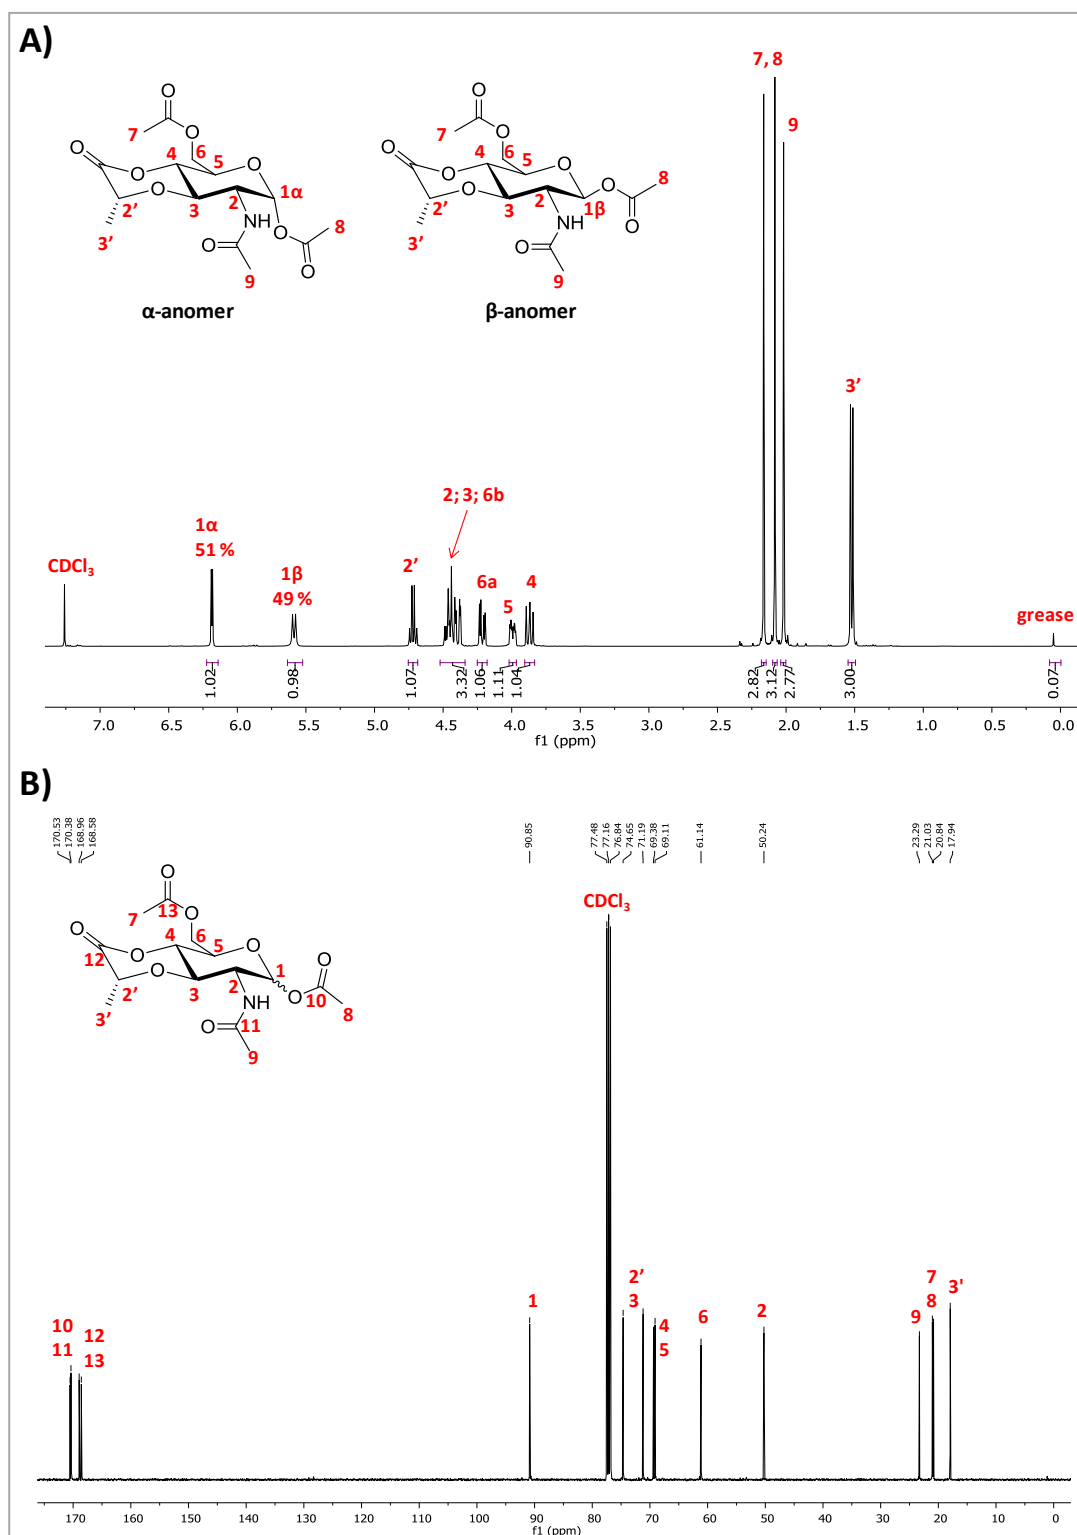 A)
7, 8
9
O
7
O
6
O
4
5
O
O
1α
2'
O
3
2
NH
O
8
3'
O
9
O
α-anomer
O
7
O
6
O
4
5
O
O
8
2'
O
3
2
1β
O
NH
O
3'
O
9
β-anomer
3'
2; 3; 6b
1α
51 %
CDCl3
1β
49 %
2'
6a
5
4
grease
1.02
0.98
1.07
3.32
1.06
1.11
1.04
2.82
3.12
2.77
3.00
0.07
7.0 6.5 6.0 5.5 5.0 4.5 4.0 3.5 3.0 2.5 2.0 1.5 1.0 0.5 0.0
f1 (ppm)
B)
170.53
170.38
168.96
168.58
90.85
77.48
77.16
76.84
74.65
71.19
69.38
69.11
61.14
50.24
23.29
21.03
20.84
17.94
O
7
13
O
6
O
4
5
O
O
1
12
2'
O
3
2
NH
O
10
O
8
3'
O
11
9
CDCl3
10
11
12
13
1
2'
3
4
5
6
2
9
7
8
3'
170 160 150 140 130 120 110 100 90 80 70 60 50 40 30 20 10 0
f1 (ppm)